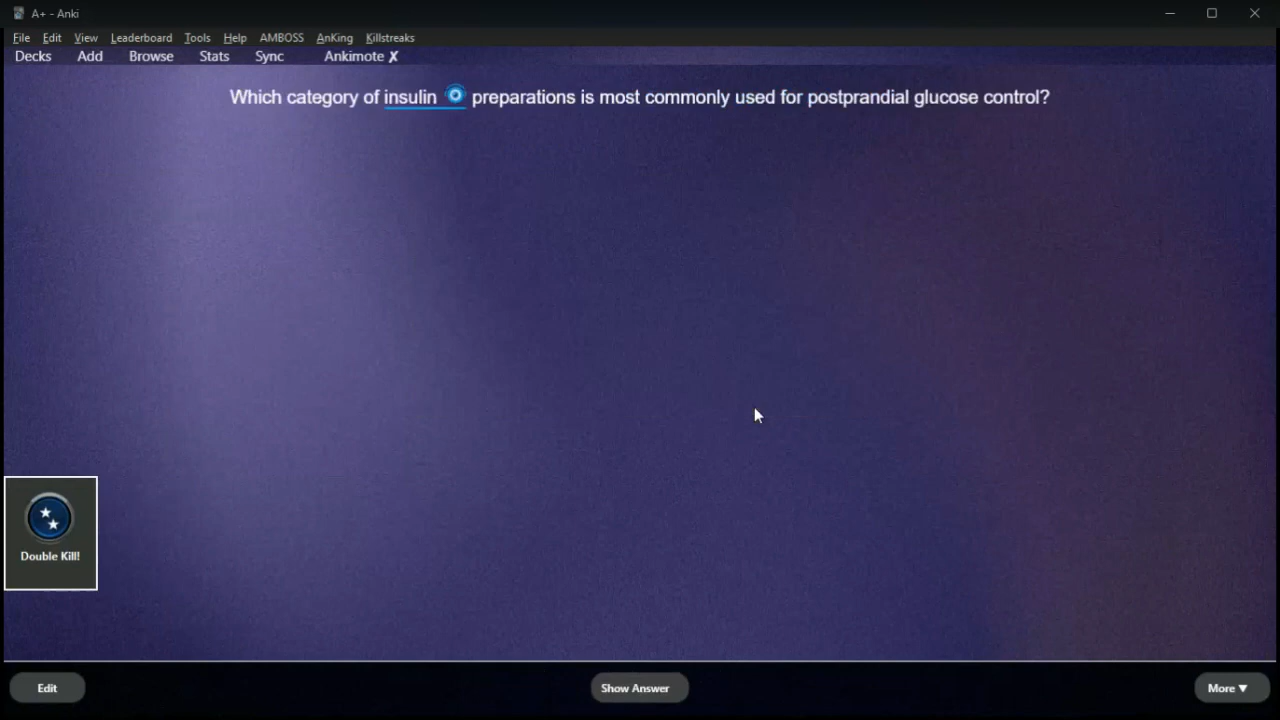 A+ - Anki
File Edit View Leaderboard Tools Help AMBOSS AnKing Killstreaks
Decks Add Browse Stats Sync Ankimote ✗
Which category of insulin preparations is most commonly used for postprandial glucose control?
Double Kill!
Edit Show Answer More ▼